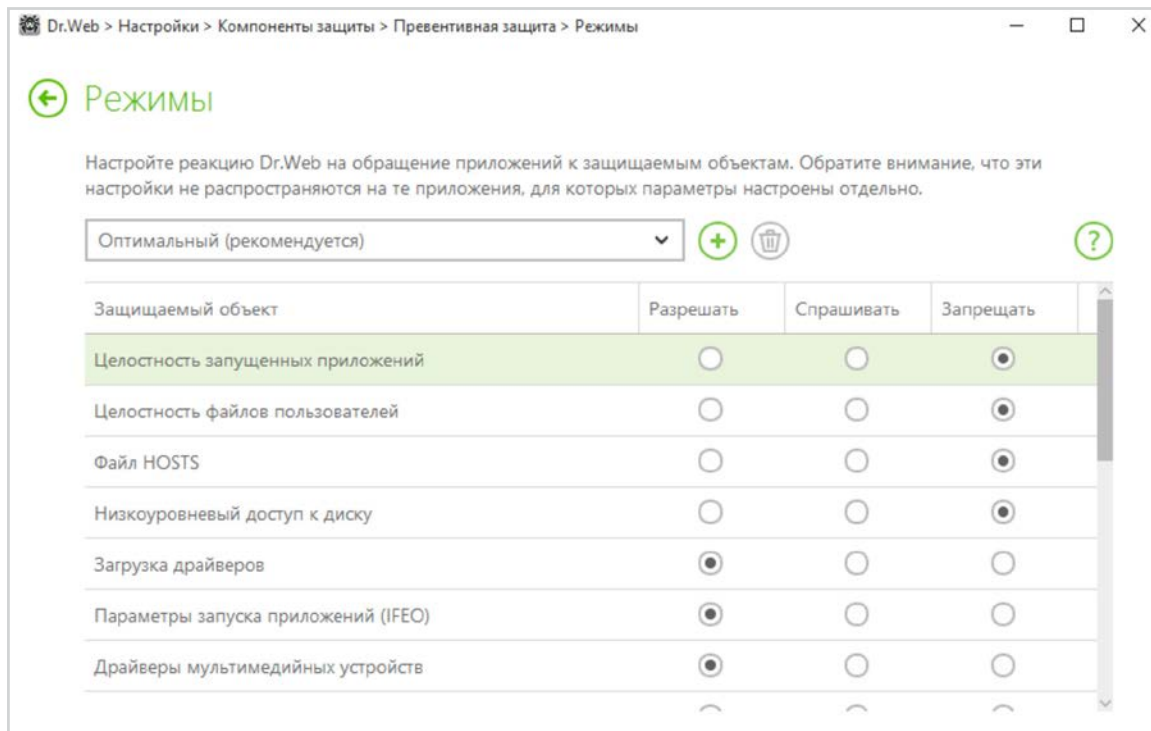 Dr.Web > Настройки > Компоненты защиты > Превентивная защита > Режимы
Режимы
Настройте реакцию Dr.Web на обращение приложений к защищаемым объектам. Обратите внимание, что эти
настройки не распространяются на те приложения, для которых параметры настроены отдельно.
Оптимальный (рекомендуется)
?
Защищаемый объект Разрешать Спрашивать Запрещать
Целостность запущенных приложений
Целостность файлов пользователей
Файл HOSTS
Низкоуровневый доступ к диску
Загрузка драйверов
Параметры запуска приложений (IFEO)
Драйверы мультимедийных устройств